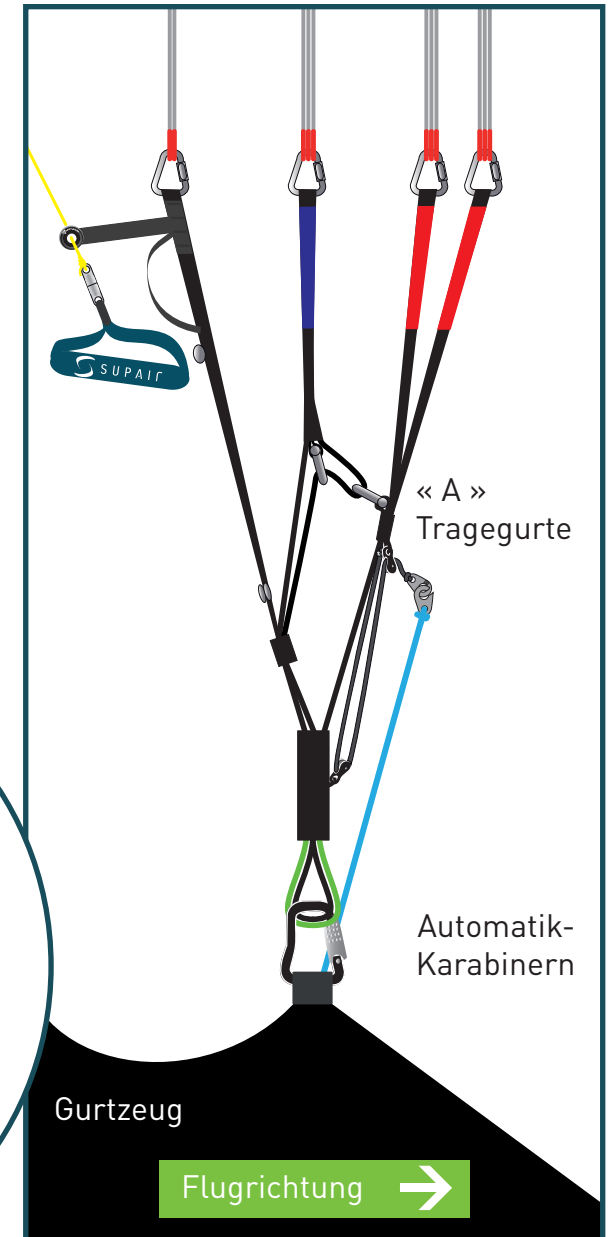 SUPAIR
« A »
Tragegurte
Automatik-
Karabinern
Gurtzeug
Flugrichtung